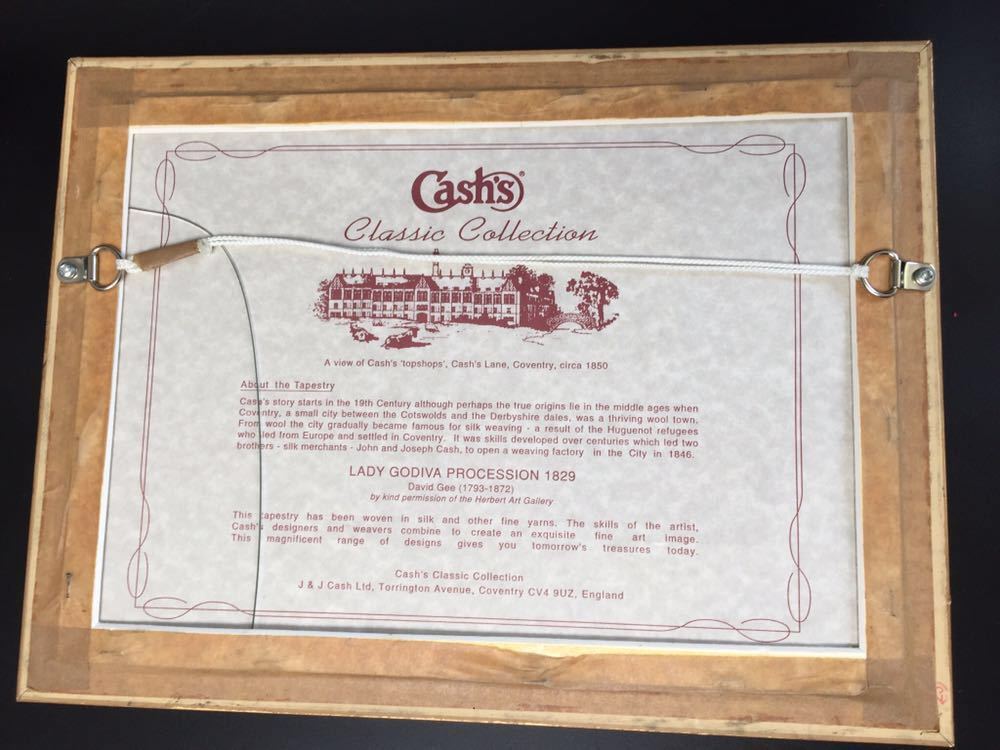 Cash's®
Classic Collection
A view of Cash's 'topshops', Cash's Lane, Coventry, circa 1850
About the Tapestry
Cash's story starts in the 19th Century although perhaps the true origins lie in the middle ages when
Coventry, a small city between the Cotswolds and the Derbyshire dales, was a thriving wool town.
From wool the city gradually became famous for silk weaving - a result of the Huguenot refugees
who fled from Europe and settled in Coventry. It was skills developed over centuries which led two
brothers - silk merchants - John and Joseph Cash, to open a weaving factory in the City in 1846.
LADY GODIVA PROCESSION 1829
David Gee (1793-1872)
by kind permission of the Herbert Art Gallery
This tapestry has been woven in silk and other fine yarns. The skills of the artist,
Cash's designers and weavers combine to create an exquisite fine art image.
This magnificent range of designs gives you tomorrow's treasures today.
Cash's Classic Collection
J & J Cash Ltd, Torrington Avenue, Coventry CV4 9UZ, England